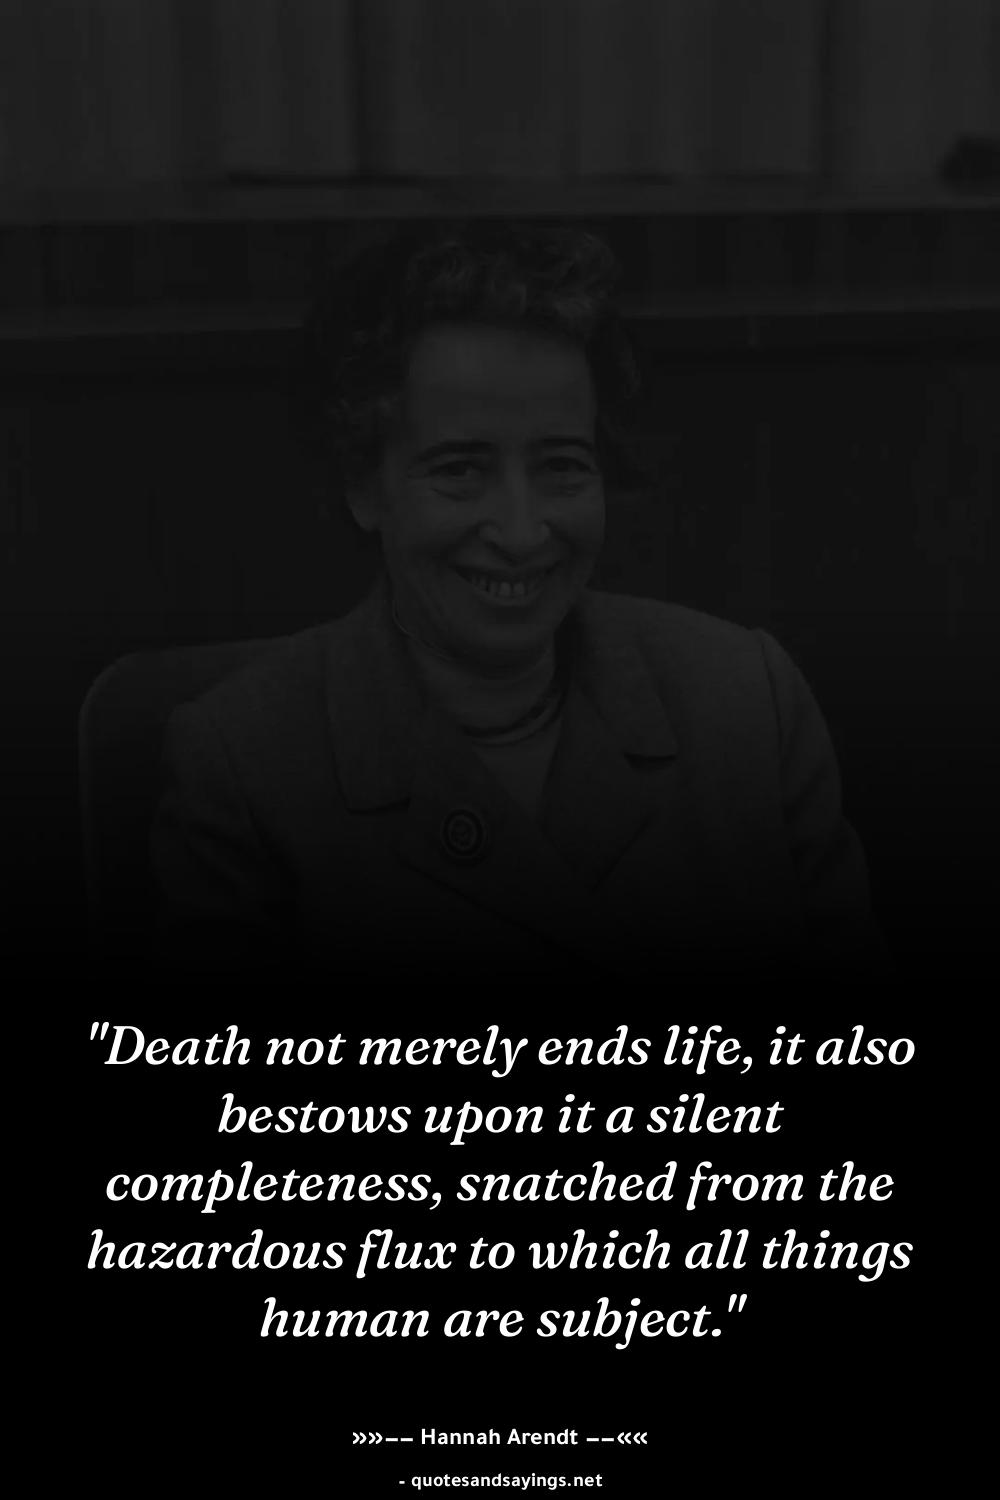 "Death not merely ends life, it also
bestows upon it a silent
completeness, snatched from the
hazardous flux to which all things
human are subject."
»»–– Hannah Arendt ––««
- quotesandsayings.net